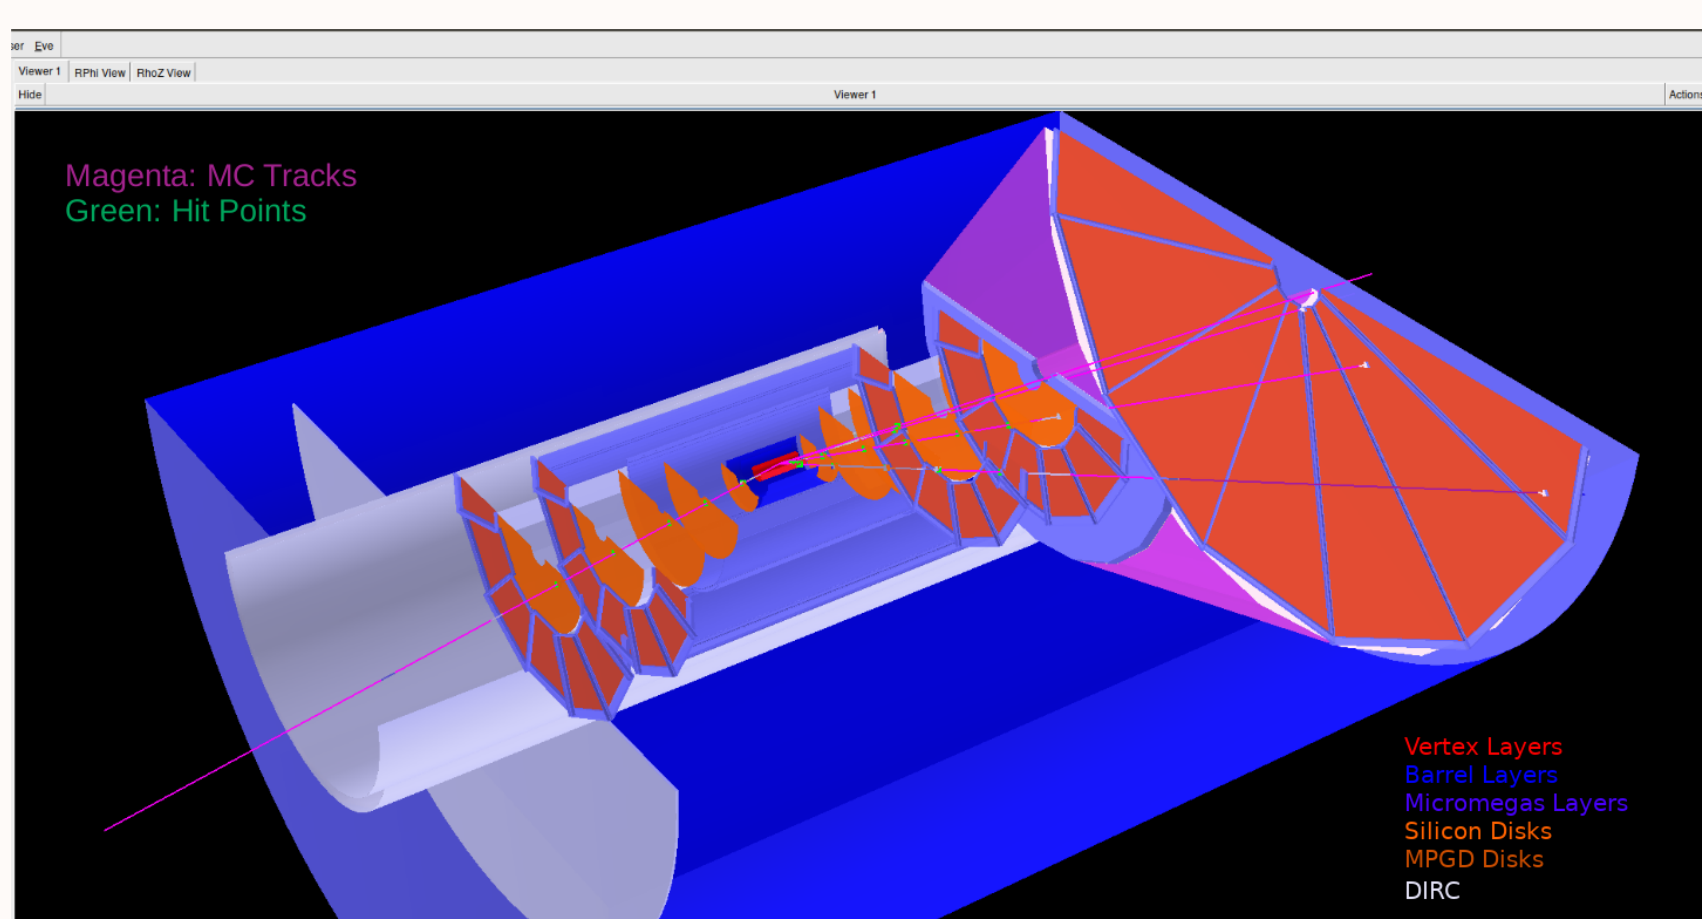 ser Eve
Viewer 1 RPhi View RhoZ View
Hide Viewer 1 Actions
Magenta: MC Tracks
Green: Hit Points
Vertex Layers
Barrel Layers
Micromegas Layers
Silicon Disks
MPGD Disks
DIRC